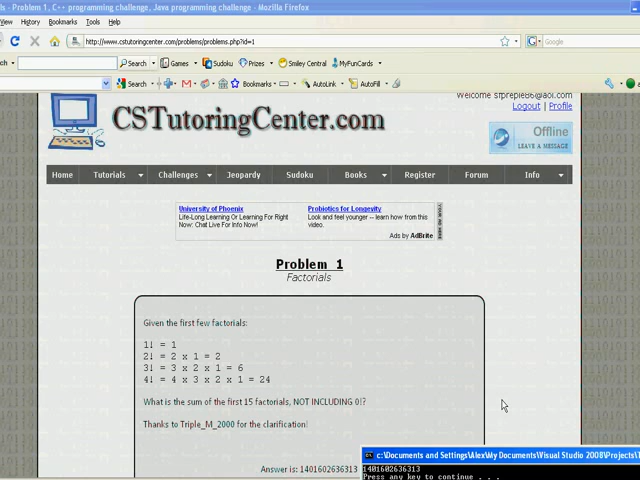 ls - Problem 1, C++ programming challenge, Java programming challenge - Mozilla Firefox
View History Bookmarks Tools Help
http://www.cstutoringcenter.com/problems/problems.php?id=1
Google
Search Games Sudoku Prizes Smiley Central MyFunCards
Search Bookmarks AutoLink AutoFill
Welcome
Logout | Profile
CSTutoringCenter.com
Offline
LEAVE A MESSAGE
Home Tutorials Challenges Jeopardy Sudoku Books Register Forum Info
University of Phoenix
Life-Long Learning Or Learning For Right
Now: Chat Live For Info Now!
Probiotics for Longevity
Look and feel younger -- learn how from this
video.
Ads by AdBrite
YOUR AD HERE
Problem 1
Factorials
Given the first few factorials:
1! = 1
2! = 2 x 1 = 2
3! = 3 x 2 x 1 = 6
4! = 4 x 3 x 2 x 1 = 24
What is the sum of the first 15 factorials, NOT INCLUDING 0!?
Thanks to Triple_M_2000 for the clarification!
Answer is: 1401602636313
c:\Documents and Settings\Alex\My Documents\Visual Studio 2008\Projects\T
1401602636313
Press any key to continue . . .